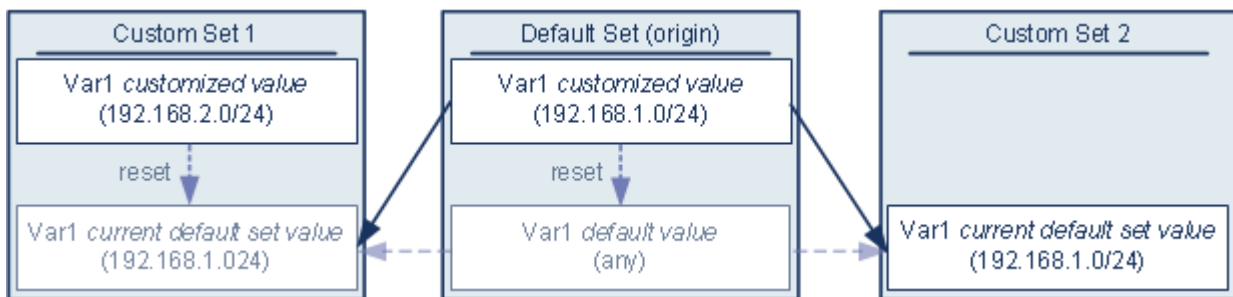 Custom Set 1
Default Set (origin)
Custom Set 2
Var1 customized value
(192.168.2.0/24)
Var1 customized value
(192.168.1.0/24)
reset
reset
Var1 current default set value
(192.168.1.024)
Var1 default value
(any)
Var1 current default set value
(192.168.1.0/24)